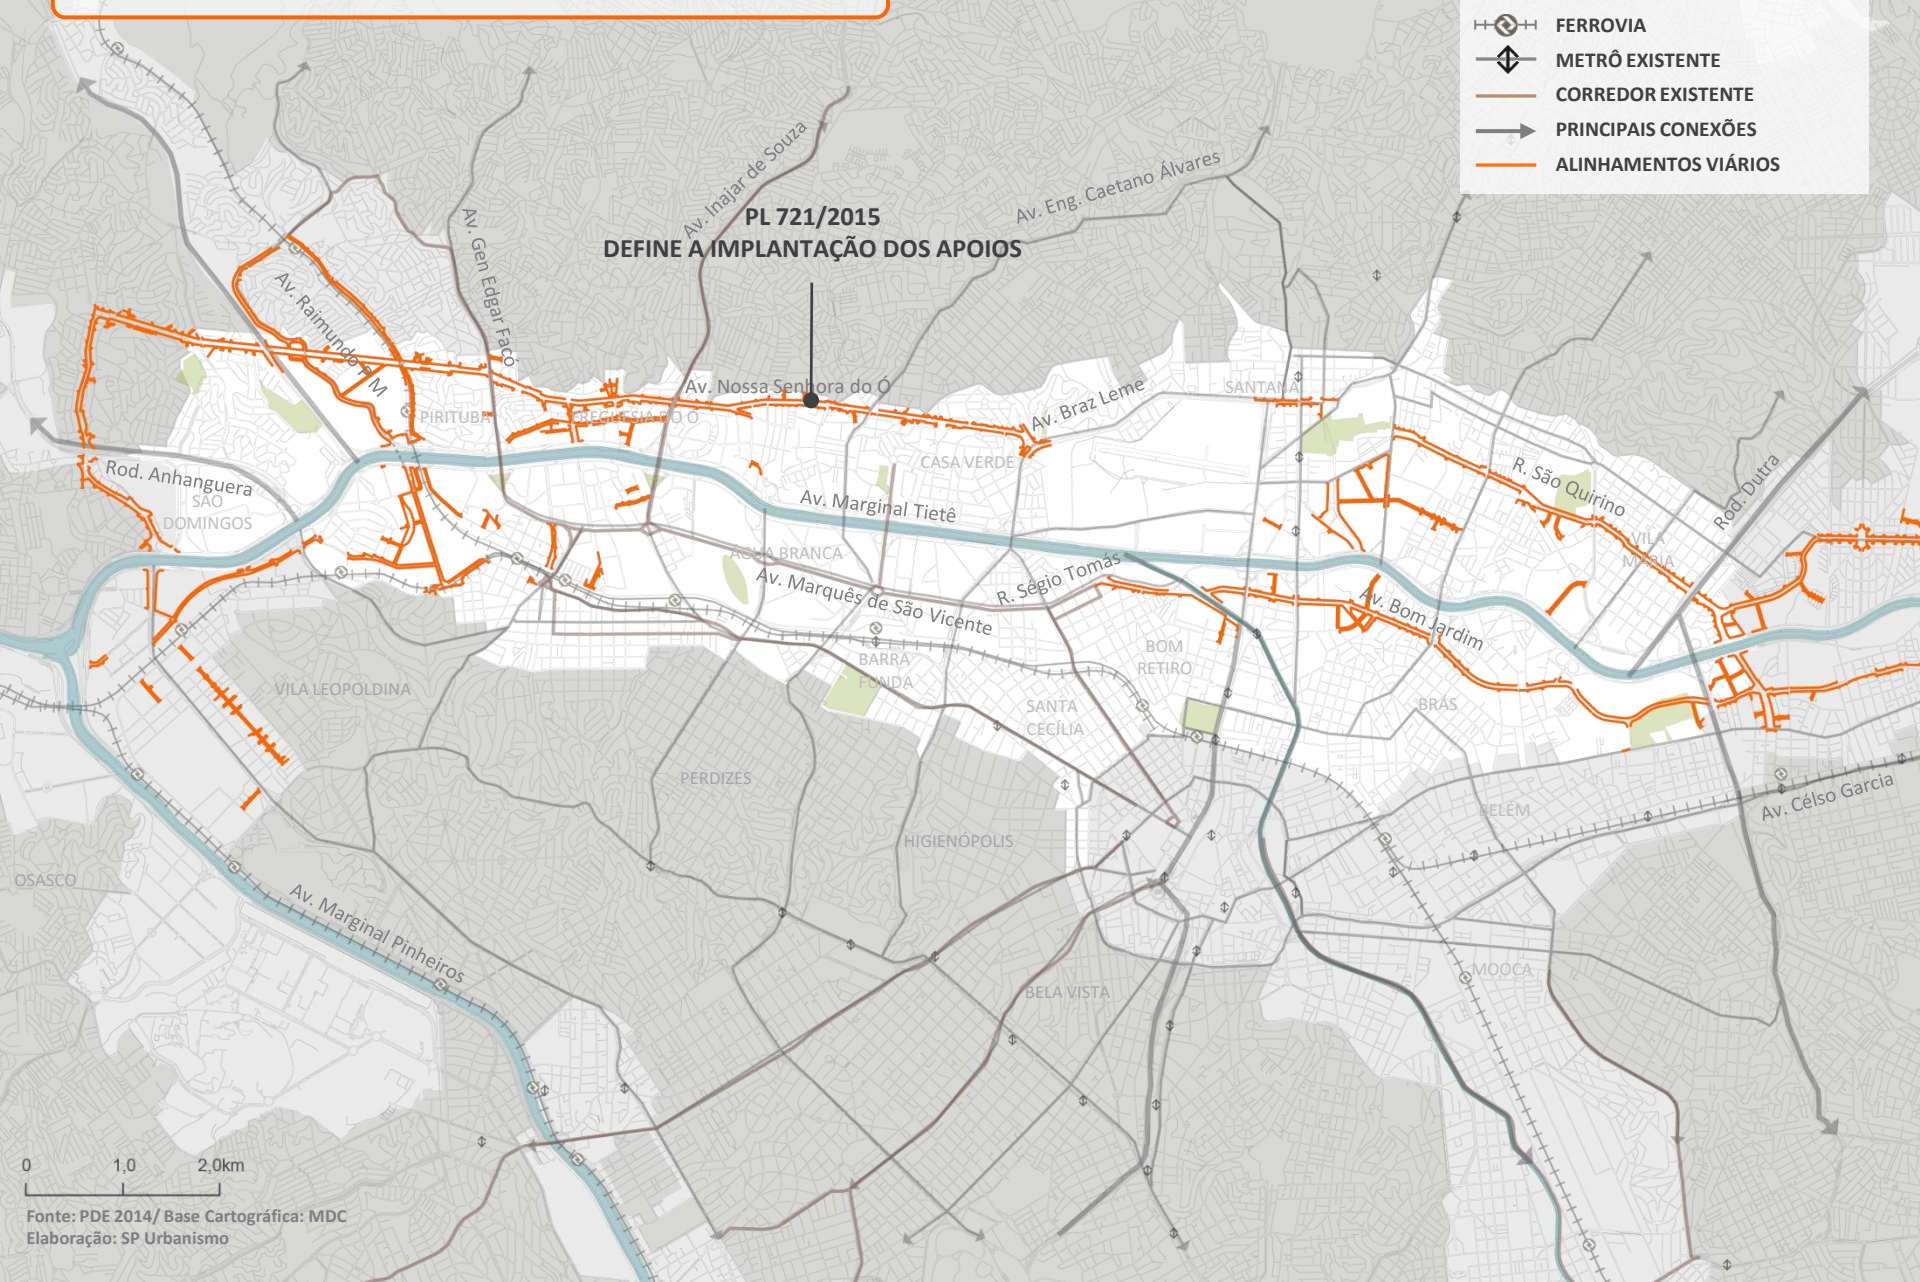 FERROVIA
METRÔ EXISTENTE
CORREDOR EXISTENTE
PRINCIPAIS CONEXÕES
ALINHAMENTOS VIÁRIOS
Av. Inajar de Souza
Av. Eng. Caetano Álvares
PL 721/2015
DEFINE A IMPLANTAÇÃO DOS APOIOS
Av. Gen Edgar Facó
Av. Raimundo P M
Av. Nossa Senhora do Ó
Av. Braz Leme
SANTANA
PIRITUBA
FREGUESIA DO Ó
CASA VERDE
Rod. Anhanguera
SÃO
DOMINGOS
Av. Marginal Tietê
R. São Quirino
Rod. Dutra
VILA
MARIA
ÁGUA BRANCA
Av. Marquês de São Vicente
R. Ségio Tomás
Av. Bom Jardim
BOM
RETIRO
BARRA
FUNDA
VILA LEOPOLDINA
SANTA
CECÍLIA
BRÁS
PERDIZES
HIGIENÓPOLIS
BELÉM
Av. Célso Garcia
OSASCO
Av. Marginal Pinheiros
BELA VISTA
MOOCA
0 1,0 2,0km
Fonte: PDE 2014/ Base Cartográfica: MDC
Elaboração: SP Urbanismo